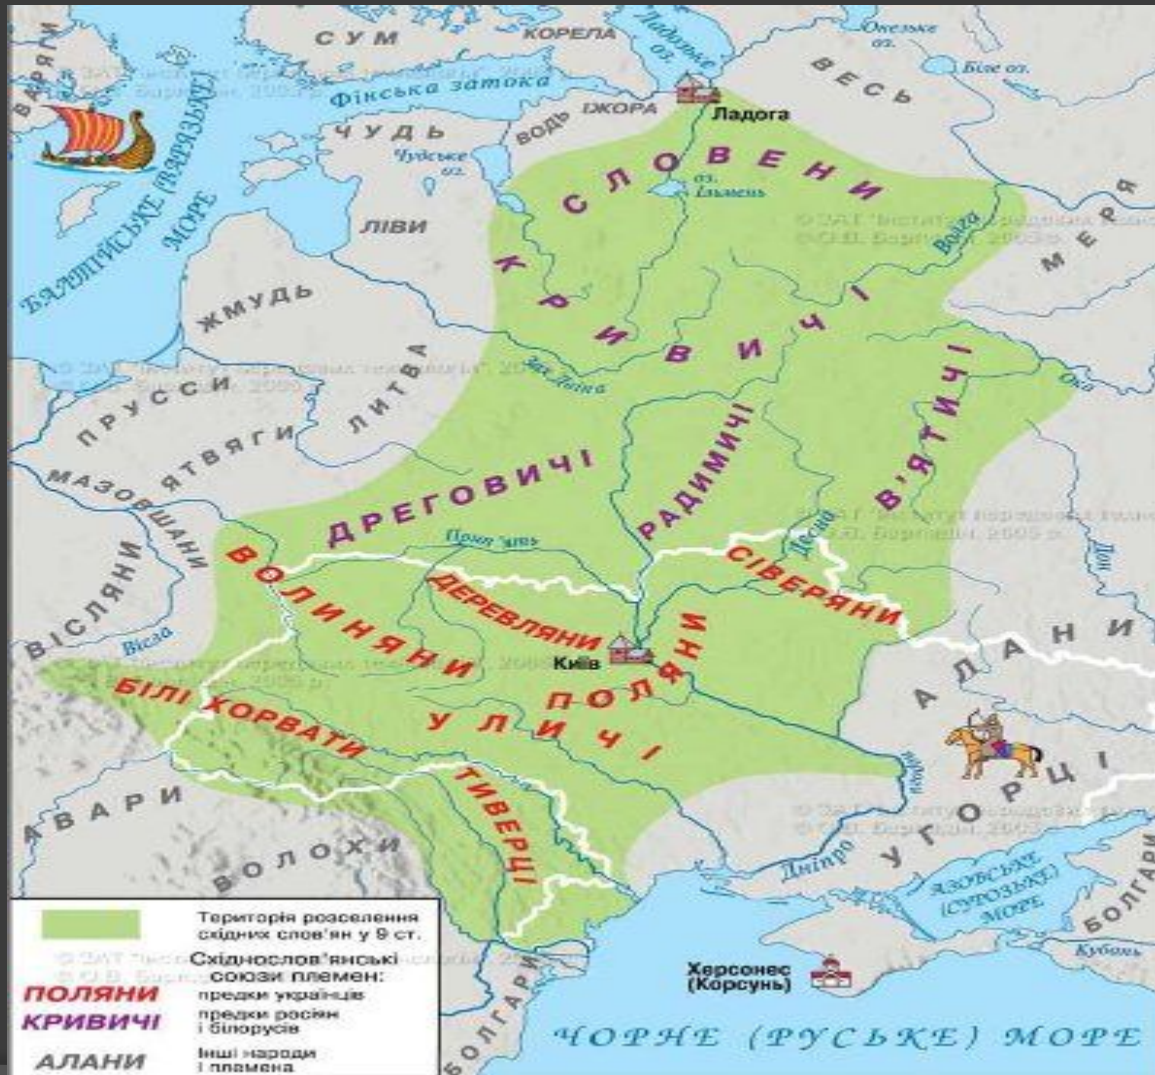 ВАРЯГИ
СУМ
КОРЕЛА
Ладозьке оз.
Онезьке оз.
Біле оз.
ВЕСЬ
Фінська затока
ВОДЬ
ІЖОРА
Ладога
ЧУДЬ
Чудське оз.
БАЛТІЙСЬКЕ (ВАРЯЗЬКЕ) МОРЕ
СЛОВЕНИ
оз. Ільмень
ЛІВИ
Волга
МЕРЯ
КРИВИЧІ
ЖМУДЬ
Зах. Двіна
ЛИТВА
ПРУССИ
ЯТВЯГИ
Ока
В'ЯТИЧІ
РАДИМИЧІ
ДРЕГОВИЧІ
МАЗОВШАНИ
Прип'ять
Десна
Дон
ВІСЛЯНИ
Вісла
ВОЛИНЯНИ
ДЕРЕВЛЯНИ
СІВЕРЯНИ
Київ
ПОЛЯНИ
АЛАНИ
БІЛІ ХОРВАТИ
УЛИЧІ
ТИВЕРЦІ
УГОРЦІ
АВАРИ
ВОЛОХИ
Дніпро
АЗОВСЬКЕ
(СУРОЗЬКЕ)
МОРЕ
БОЛГАРИ
Кубань
Херсонес
(Корсунь)
БОЛГАРИ
ЧОРНЕ (РУСЬКЕ) МОРЕ
Територія розселення
східних слов'ян у 9 ст.
Східнослов'янські
союзи племен:
ПОЛЯНИ предки українців
КРИВИЧІ предки росіян
і білорусів
АЛАНИ Інші народи
і племена